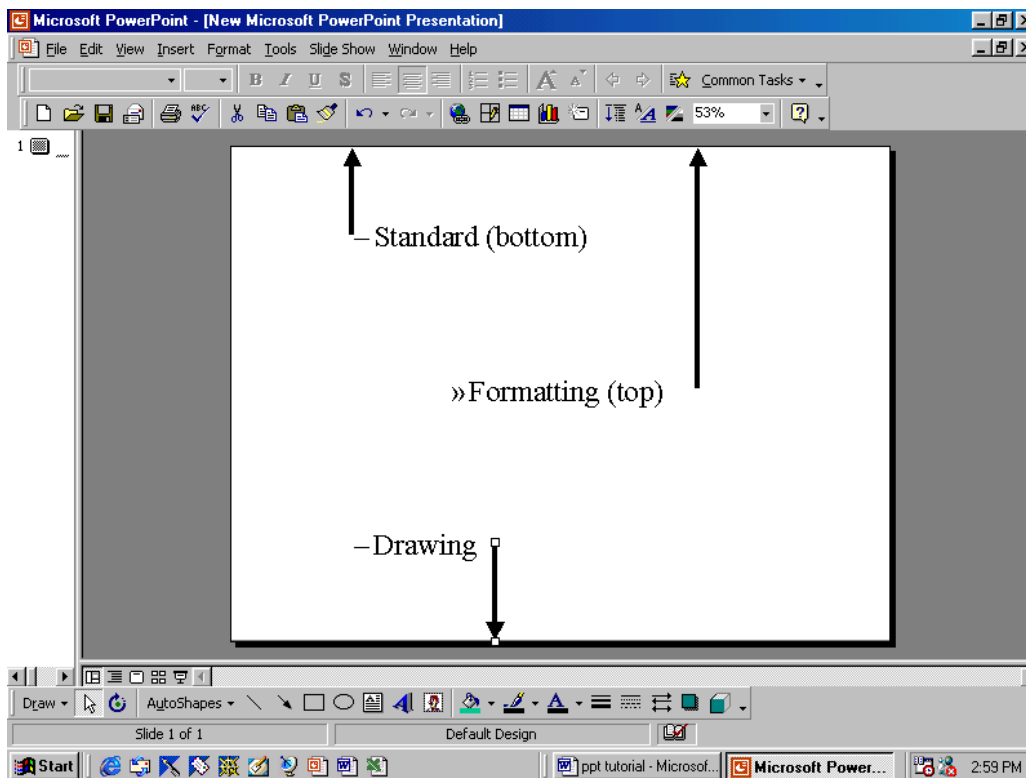 Microsoft PowerPoint - [New Microsoft PowerPoint Presentation]
File Edit View Insert Format Tools Slide Show Window Help
B I U S A A Common Tasks
ABC A A 53% ?
1
– Standard (bottom)
» Formatting (top)
– Drawing
Draw AutoShapes A A
Slide 1 of 1 Default Design
Start ppt tutorial - Microsof... Microsoft Power... 2:59 PM